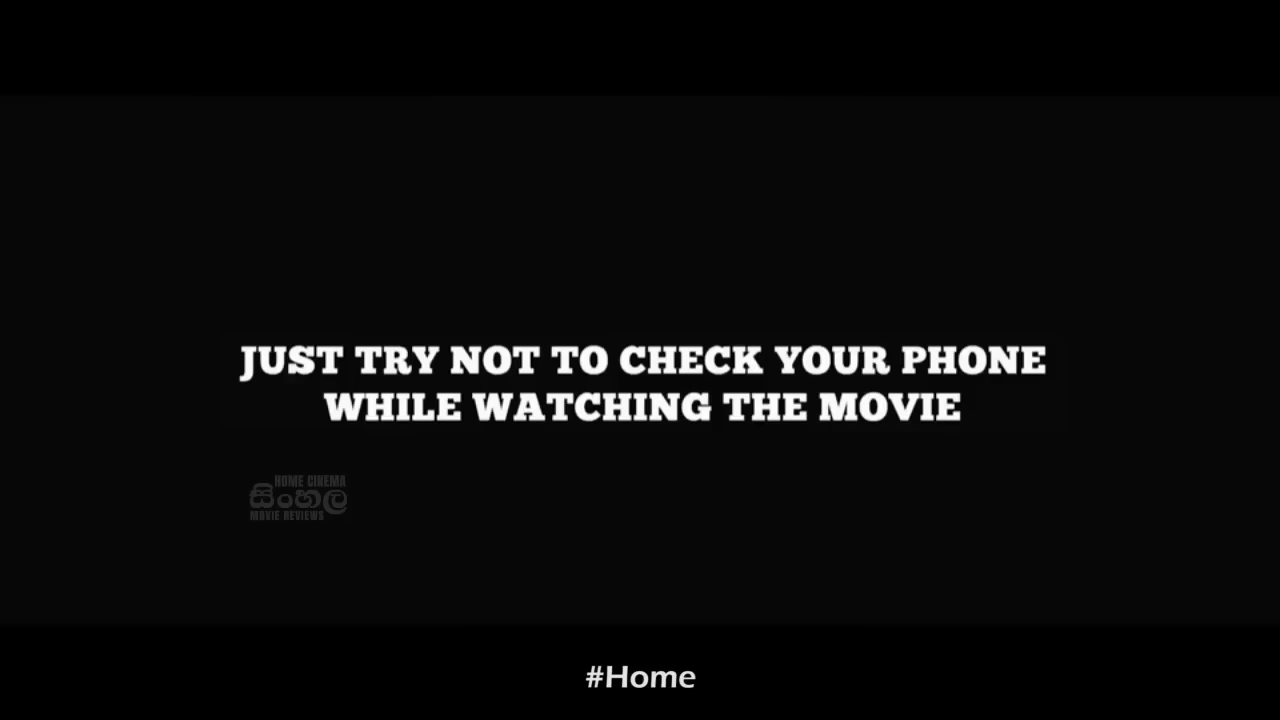 JUST TRY NOT TO CHECK YOUR PHONE
WHILE WATCHING THE MOVIE
HOME CINEMA
සිංහල
MOVIE REVIEWS
#Home